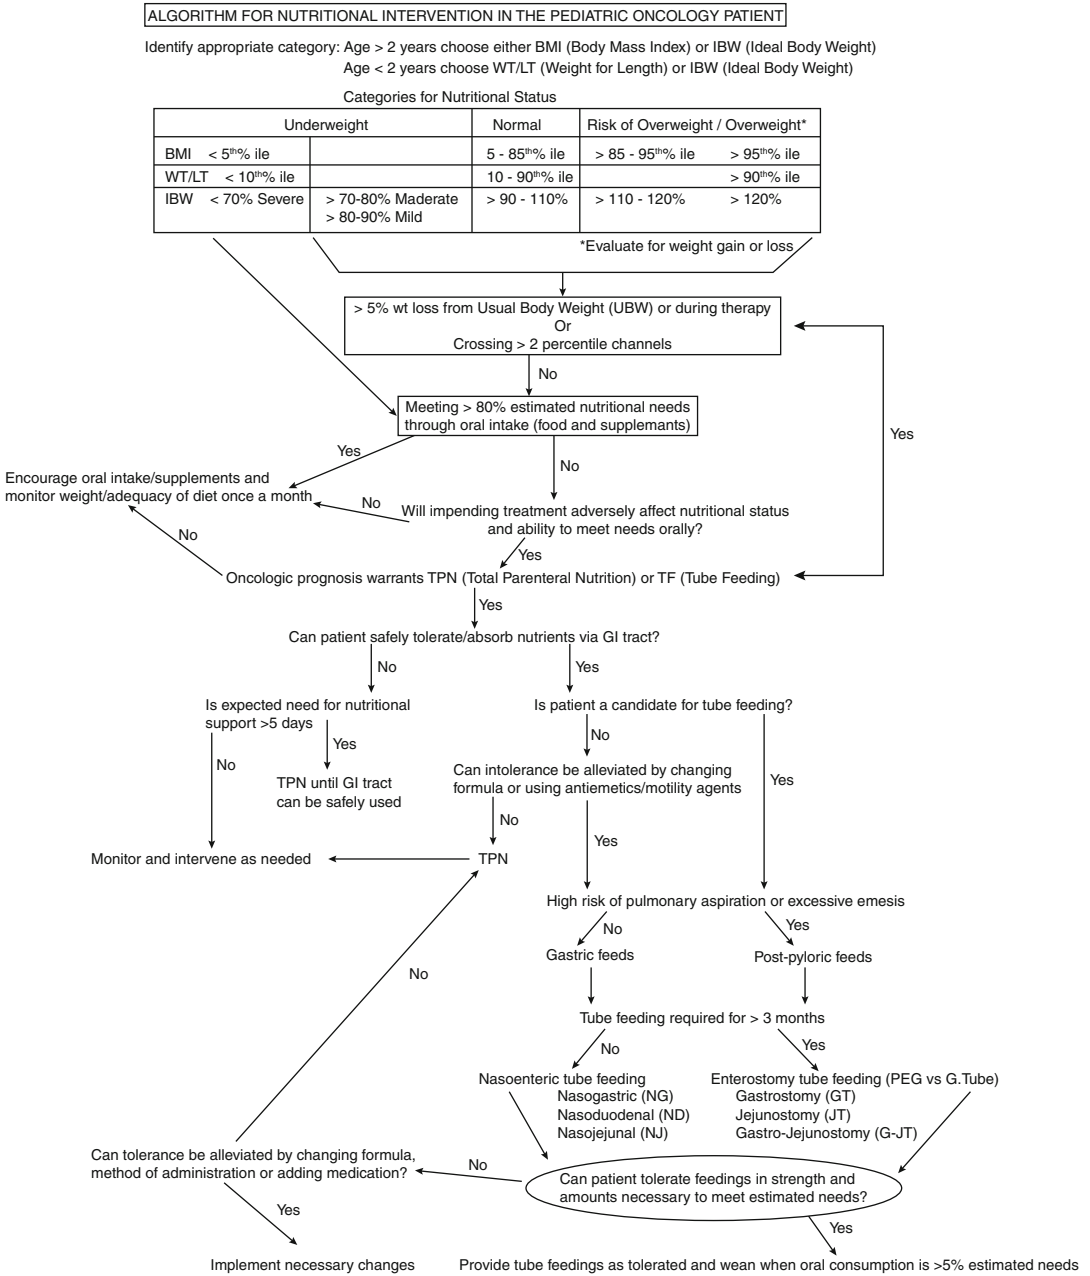 ALGORITHM FOR NUTRITIONAL INTERVENTION IN THE PEDIATRIC ONCOLOGY PATIENT
Identify appropriate category: Age > 2 years choose either BMI (Body Mass Index) or IBW (Ideal Body Weight)
Age < 2 years choose WT/LT (Weight for Length) or IBW (Ideal Body Weight)
Categories for Nutritional Status
Underweight Normal Risk of Overweight / Overweight*
BMI < 5th% ile 5 - 85th% ile > 85 - 95th% ile > 95th% ile
WT/LT < 10th% ile 10 - 90th% ile > 90th% ile
IBW < 70% Severe > 70-80% Maderate > 90 - 110% > 110 - 120% > 120%
> 80-90% Mild
*Evaluate for weight gain or loss
> 5% wt loss from Usual Body Weight (UBW) or during therapy
Or
Crossing > 2 percentile channels
No
Meeting > 80% estimated nutritional needs
through oral intake (food and supplemants)
Yes
Yes
No
Encourage oral intake/supplements and
monitor weight/adequacy of diet once a month
No
Will impending treatment adversely affect nutritional status
and ability to meet needs orally?
No
Yes
Oncologic prognosis warrants TPN (Total Parenteral Nutrition) or TF (Tube Feeding)
Yes
Can patient safely tolerate/absorb nutrients via GI tract?
No
Yes
Is expected need for nutritional
support >5 days
Is patient a candidate for tube feeding?
No
Yes
No
Yes
Can intolerance be alleviated by changing
formula or using antiemetics/motility agents
TPN until GI tract
can be safely used
No
Yes
Monitor and intervene as needed
TPN
High risk of pulmonary aspiration or excessive emesis
No
Yes
Gastric feeds
Post-pyloric feeds
No
Tube feeding required for > 3 months
No
Yes
Nasoenteric tube feeding
Nasogastric (NG)
Nasoduodenal (ND)
Nasojejunal (NJ)
Enterostomy tube feeding (PEG vs G.Tube)
Gastrostomy (GT)
Jejunostomy (JT)
Gastro-Jejunostomy (G-JT)
Can tolerance be alleviated by changing formula,
method of administration or adding medication?
No
Can patient tolerate feedings in strength and
amounts necessary to meet estimated needs?
Yes
Yes
Implement necessary changes
Provide tube feedings as tolerated and wean when oral consumption is >5% estimated needs